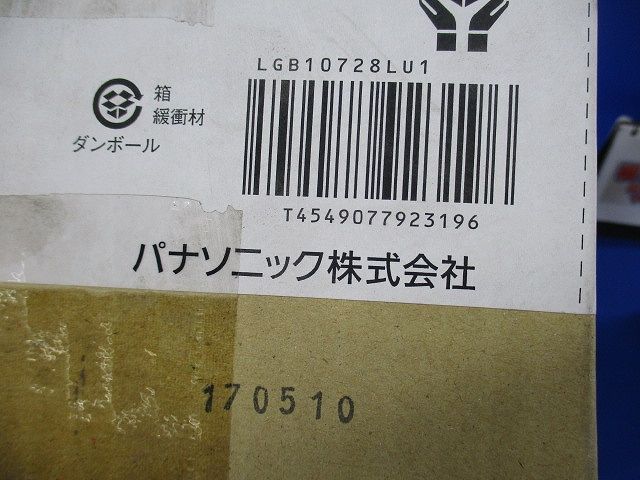 LGB10728LU1
箱
緩衝材
ダンボール
T4549077923196
パナソニック株式会社
170510